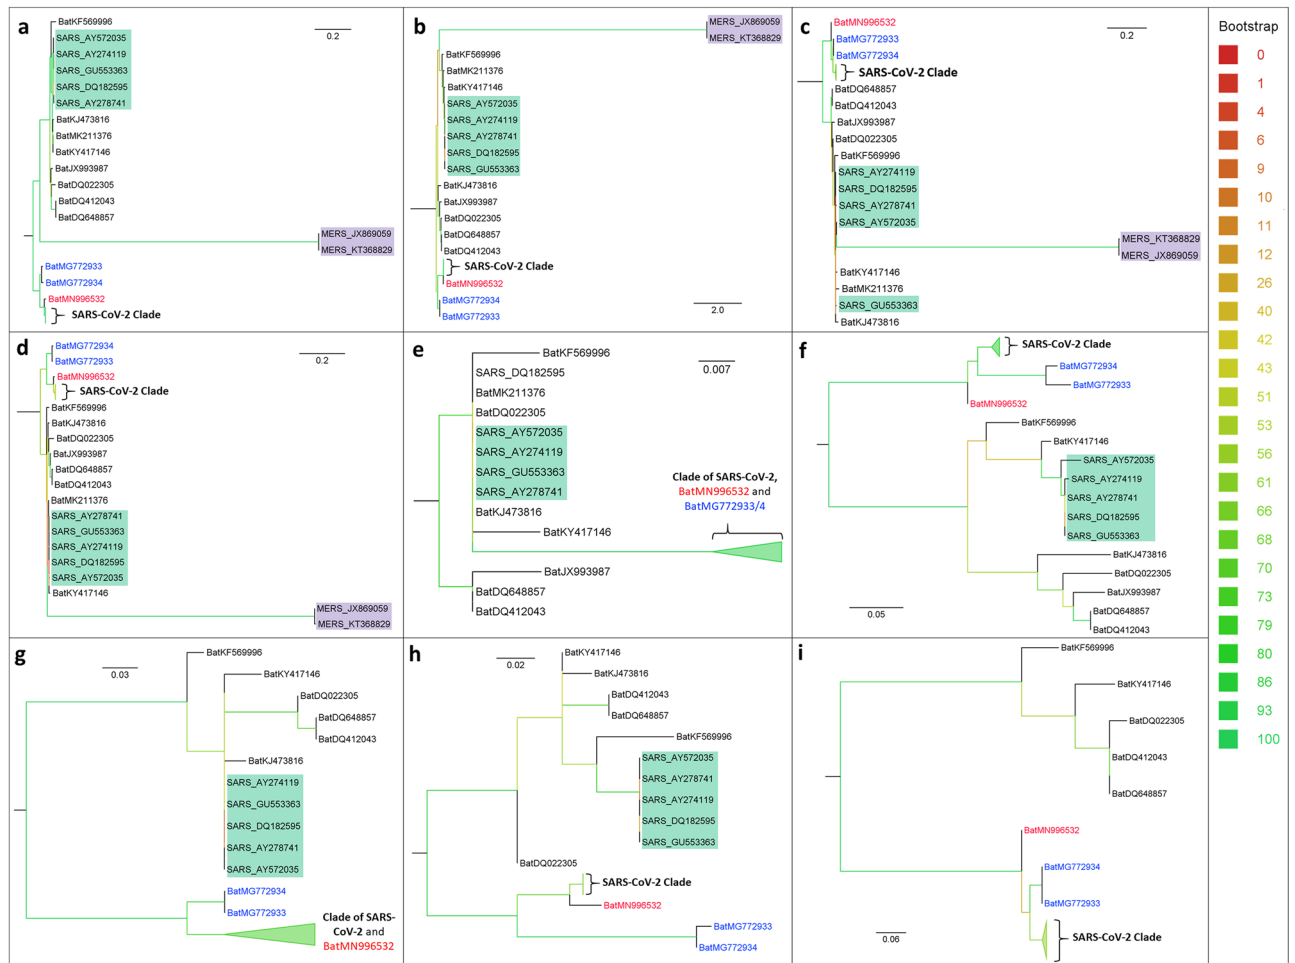 a
BatKF569996
SARS_AY572035
SARS_AY274119
SARS_GU553363
SARS_DQ182595
SARS_AY278741
BatKJ473816
BatMK211376
BatKY417146
BatJX993987
BatDQ022305
BatDQ412043
BatDQ648857
MERS_JX869059
MERS_KT368829
BatMG772933
BatMG772934
BatMN996532
SARS-CoV-2 Clade
0.2
b
MERS_JX869059
MERS_KT368829
BatKF569996
BatMK211376
BatKY417146
SARS_AY572035
SARS_AY274119
SARS_AY278741
SARS_DQ182595
SARS_GU553363
BatKJ473816
BatJX993987
BatDQ022305
BatDQ648857
BatDQ412043
SARS-CoV-2 Clade
BatMN996532
BatMG772934
BatMG772933
2.0
c
BatMN996532
BatMG772933
BatMG772934
SARS-CoV-2 Clade
BatDQ648857
BatDQ412043
BatJX993987
BatDQ022305
BatKF569996
SARS_AY274119
SARS_DQ182595
SARS_AY278741
SARS_AY572035
MERS_KT368829
MERS_JX869059
BatKY417146
BatMK211376
SARS_GU553363
BatKJ473816
0.2
d
BatMG772934
BatMG772933
BatMN996532
SARS-CoV-2 Clade
BatKF569996
BatKJ473816
BatDQ022305
BatJX993987
BatDQ648857
BatDQ412043
BatMK211376
SARS_AY278741
SARS_GU553363
SARS_AY274119
SARS_DQ182595
SARS_AY572035
BatKY417146
MERS_JX869059
MERS_KT368829
0.2
e
BatKF569996
SARS_DQ182595
BatMK211376
BatDQ022305
SARS_AY572035
SARS_AY274119
SARS_GU553363
SARS_AY278741
BatKJ473816
BatKY417146
Clade of SARS-CoV-2,
BatMN996532 and
BatMG772933/4
BatJX993987
BatDQ648857
BatDQ412043
0.007
f
SARS-CoV-2 Clade
BatMG772934
BatMG772933
BatMN996532
BatKF569996
BatKY417146
SARS_AY572035
SARS_AY274119
SARS_AY278741
SARS_DQ182595
SARS_GU553363
BatKJ473816
BatDQ022305
BatJX993987
BatDQ648857
BatDQ412043
0.05
g
BatKF569996
BatKY417146
BatDQ022305
BatDQ648857
BatDQ412043
BatKJ473816
SARS_AY274119
SARS_GU553363
SARS_DQ182595
SARS_AY278741
SARS_AY572035
BatMG772934
BatMG772933
Clade of SARS-
CoV-2 and
BatMN996532
0.03
h
BatKY417146
BatKJ473816
BatDQ412043
BatDQ648857
BatKF569996
SARS_AY572035
SARS_AY278741
SARS_AY274119
SARS_DQ182595
SARS_GU553363
BatDQ022305
SARS-CoV-2 Clade
BatMN996532
BatMG772933
BatMG772934
0.02
i
BatKF569996
BatKY417146
BatDQ022305
BatDQ412043
BatDQ648857
BatMN996532
BatMG772934
BatMG772933
SARS-CoV-2 Clade
0.06
Bootstrap
0
1
4
6
9
10
11
12
26
40
42
43
51
53
56
61
66
68
70
73
79
80
86
93
100